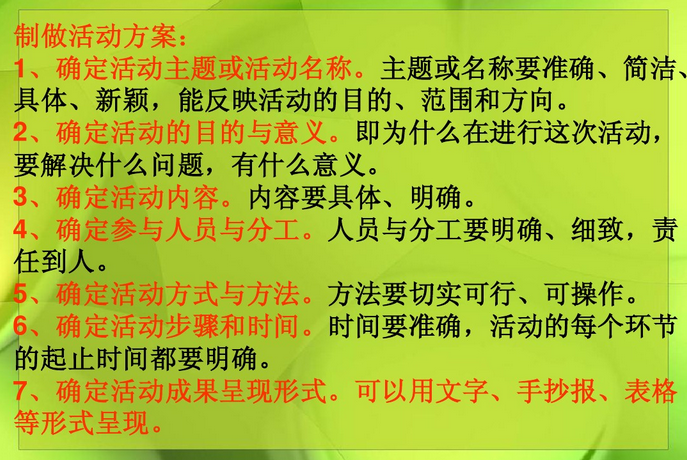 制做活动方案：
1、确定活动主题或活动名称。主题或名称要准确、简洁、
具体、新颖，能反映活动的目的、范围和方向。
2、确定活动的目的与意义。即为什么在进行这次活动，
要解决什么问题，有什么意义。
3、确定活动内容。内容要具体、明确。
4、确定参与人员与分工。人员与分工要明确、细致，责
任到人。
5、确定活动方式与方法。方法要切实可行、可操作。
6、确定活动步骤和时间。时间要准确，活动的每个环节
的起止时间都要明确。
7、确定活动成果呈现形式。可以用文字、手抄报、表格
等形式呈现。